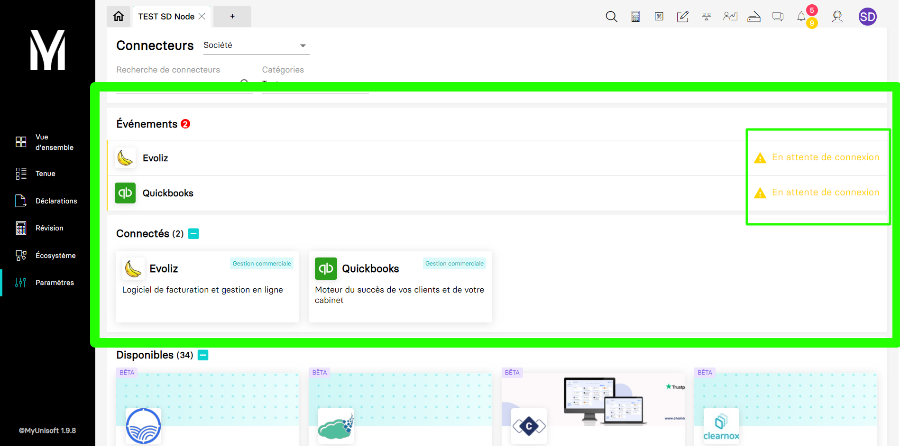 TEST SD Node
+
6
9
SD
Connecteurs
Société
Recherche de connecteurs
Catégories
Vue
d'ensemble
Tenue
Déclarations
Révision
Écosystème
Paramètres
©MyUnisoft 1.9.8
Événements 2
Evoliz
En attente de connexion
qb Quickbooks
En attente de connexion
Connectés (2)
Evoliz
Gestion commerciale
Logiciel de facturation et gestion en ligne
qb Quickbooks
Gestion commerciale
Moteur du succès de vos clients et de votre
cabinet
Disponibles (34)
BÊTA
BÊTA
BÊTA
BÊTA
C
clearnox